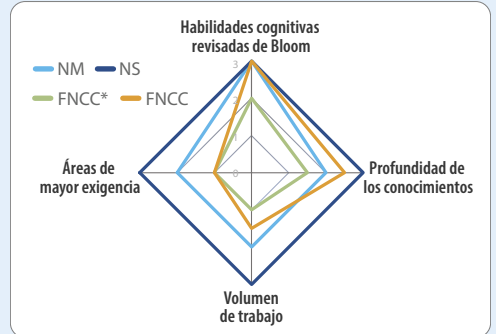 Habilidades cognitivas
revisadas de Bloom
NM NS
FNCC* FNCC
3
2
1
0
Áreas de
mayor exigencia
Profundidad de
los conocimientos
Volumen
de trabajo